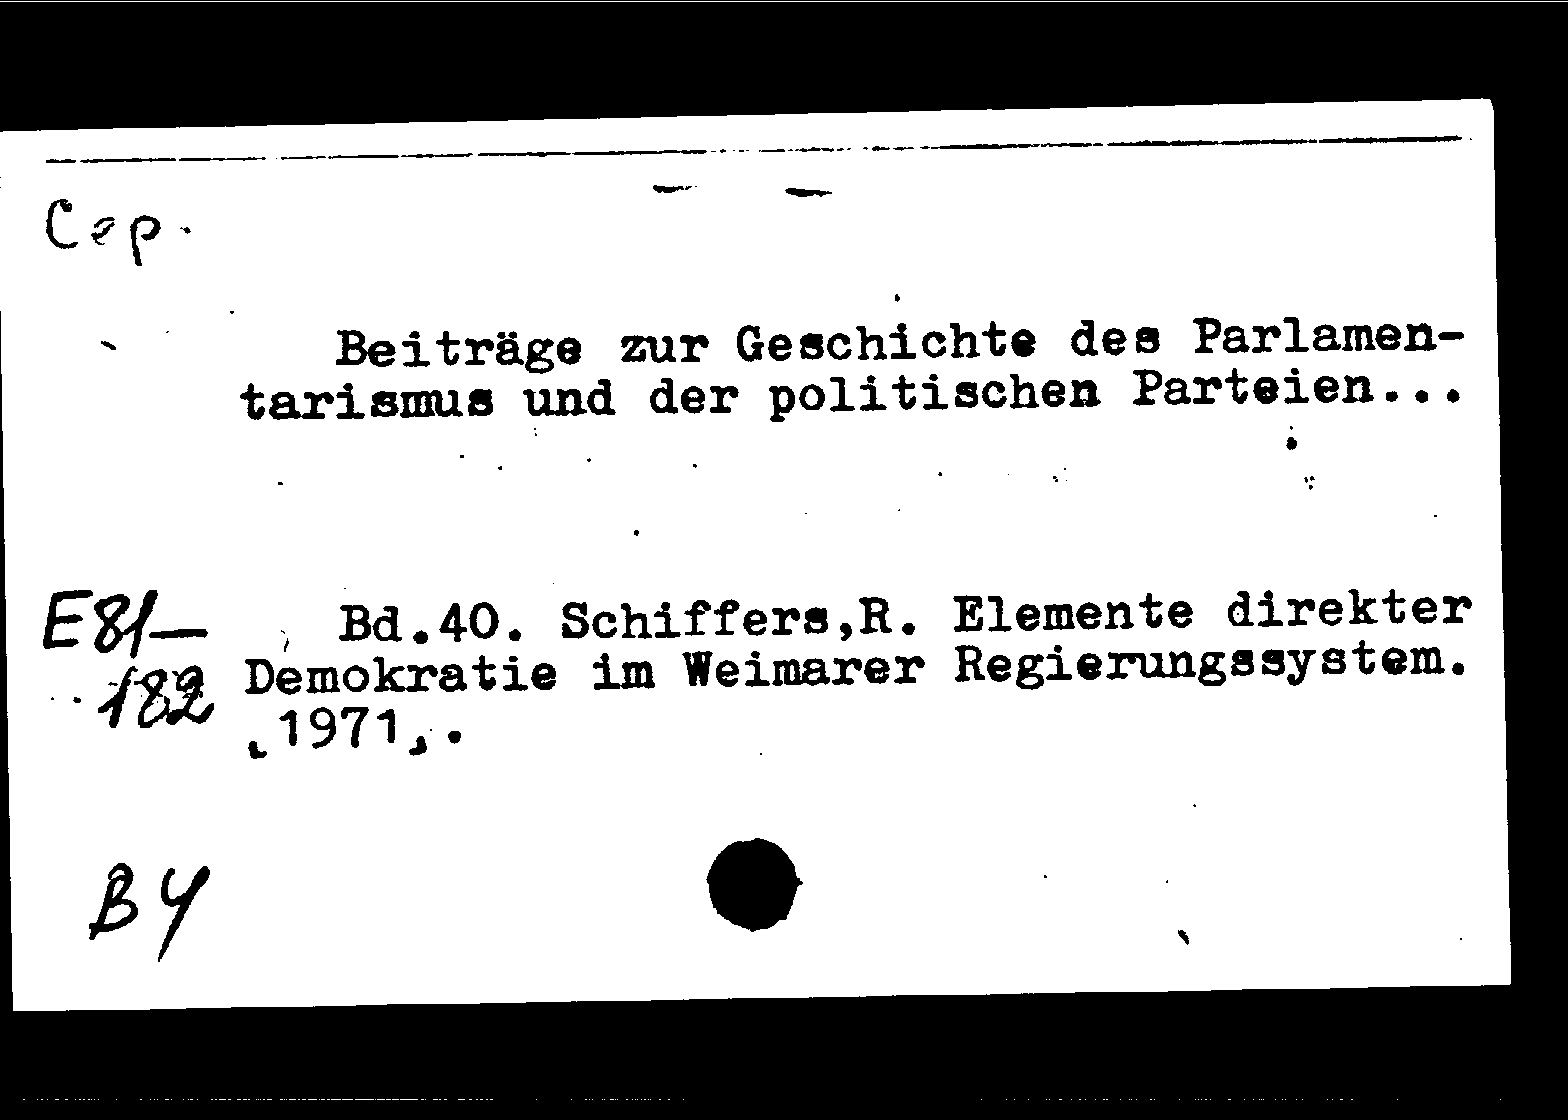 Сер.
Beiträge zur Geschichte des Parlamen-
tarismus und der politischen Parteien...
E81-
182
Bd.40. Schiffers,R. Elemente direkter
Demokratie im Weimarer Regierungssystem.
[1971].
ВУ